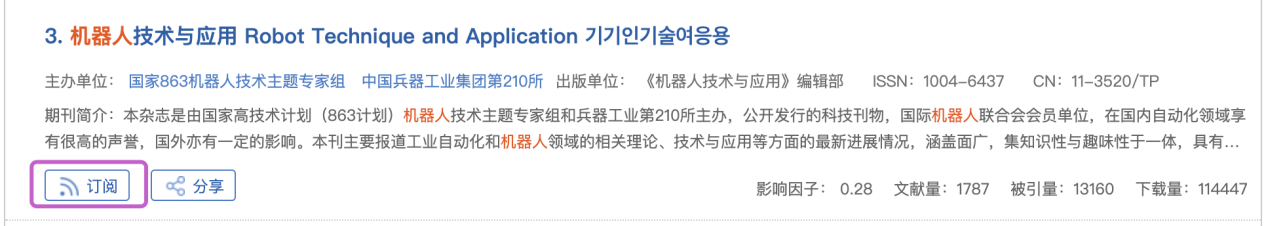 3. 机器人技术与应用 Robot Technique and Application 기기인기술여응용
主办单位： 国家863机器人技术主题专家组 中国兵器工业集团第210所 出版单位： 《机器人技术与应用》编辑部 ISSN：1004-6437 CN：11-3520/TP
期刊简介：本杂志是由国家高技术计划（863计划）机器人技术主题专家组和兵器工业第210所主办，公开发行的科技刊物，国际机器人联合会会员单位，在国内自动化领域享
有很高的声誉，国外亦有一定的影响。本刊主要报道工业自动化和机器人领域的相关理论、技术与应用等方面的最新进展情况，涵盖面广，集知识性与趣味性于一体，具有...
订阅 分享 影响因子： 0.28 文献量：1787 被引量：13160 下载量：114447